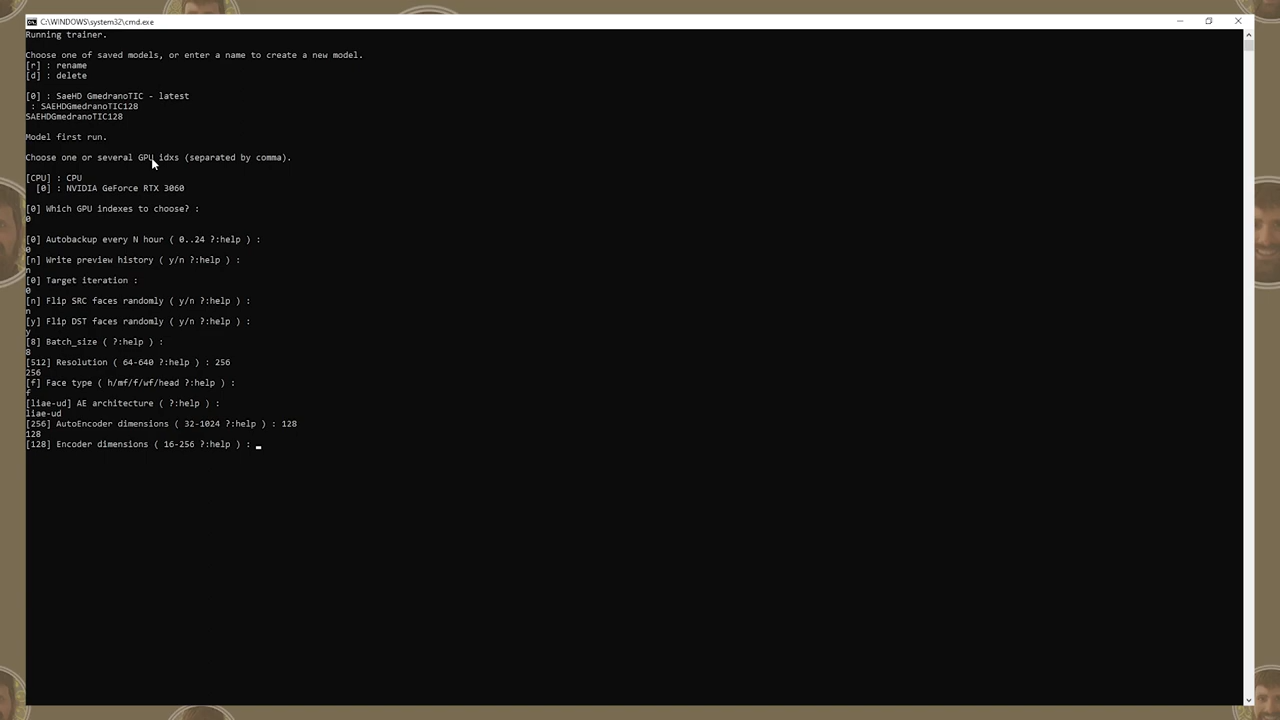 C:\WINDOWS\system32\cmd.exe
Running trainer.
Choose one of saved models, or enter a name to create a new model.
[r] : rename
[d] : delete
[0] : SaeHD GmedranoTIC - latest
: SAEHDGmedranoTIC128
SAEHDGmedranoTIC128
Model first run.
Choose one or several GPU idxs (separated by comma).
[CPU] : CPU
[0] : NVIDIA GeForce RTX 3060
[0] Which GPU indexes to choose? :
0
[0] Autobackup every N hour ( 0..24 ?:help ) :
0
[n] Write preview history ( y/n ?:help ) :
n
[0] Target iteration :
0
[n] Flip SRC faces randomly ( y/n ?:help ) :
n
[y] Flip DST faces randomly ( y/n ?:help ) :
y
[8] Batch_size ( ?:help ) :
8
[512] Resolution ( 64-640 ?:help ) : 256
256
[f] Face type ( h/mf/f/wf/head ?:help ) :
f
[liae-ud] AE architecture ( ?:help ) :
liae-ud
[256] AutoEncoder dimensions ( 32-1024 ?:help ) : 128
128
[128] Encoder dimensions ( 16-256 ?:help ) : _